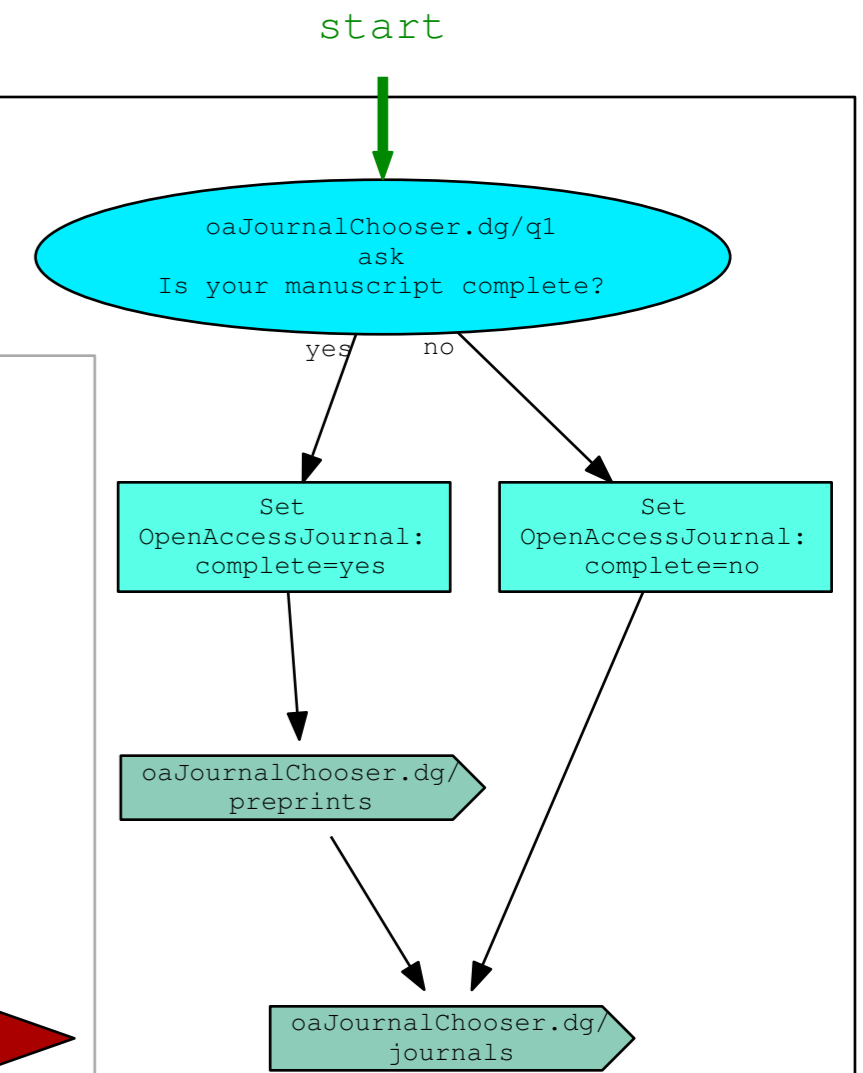 start
oaJournalChooser.dg/q1
ask
Is your manuscript complete?
yes
no
Set
OpenAccessJournal:
complete=yes
Set
OpenAccessJournal:
complete=no
oaJournalChooser.dg/
preprints
oaJournalChooser.dg/
journals